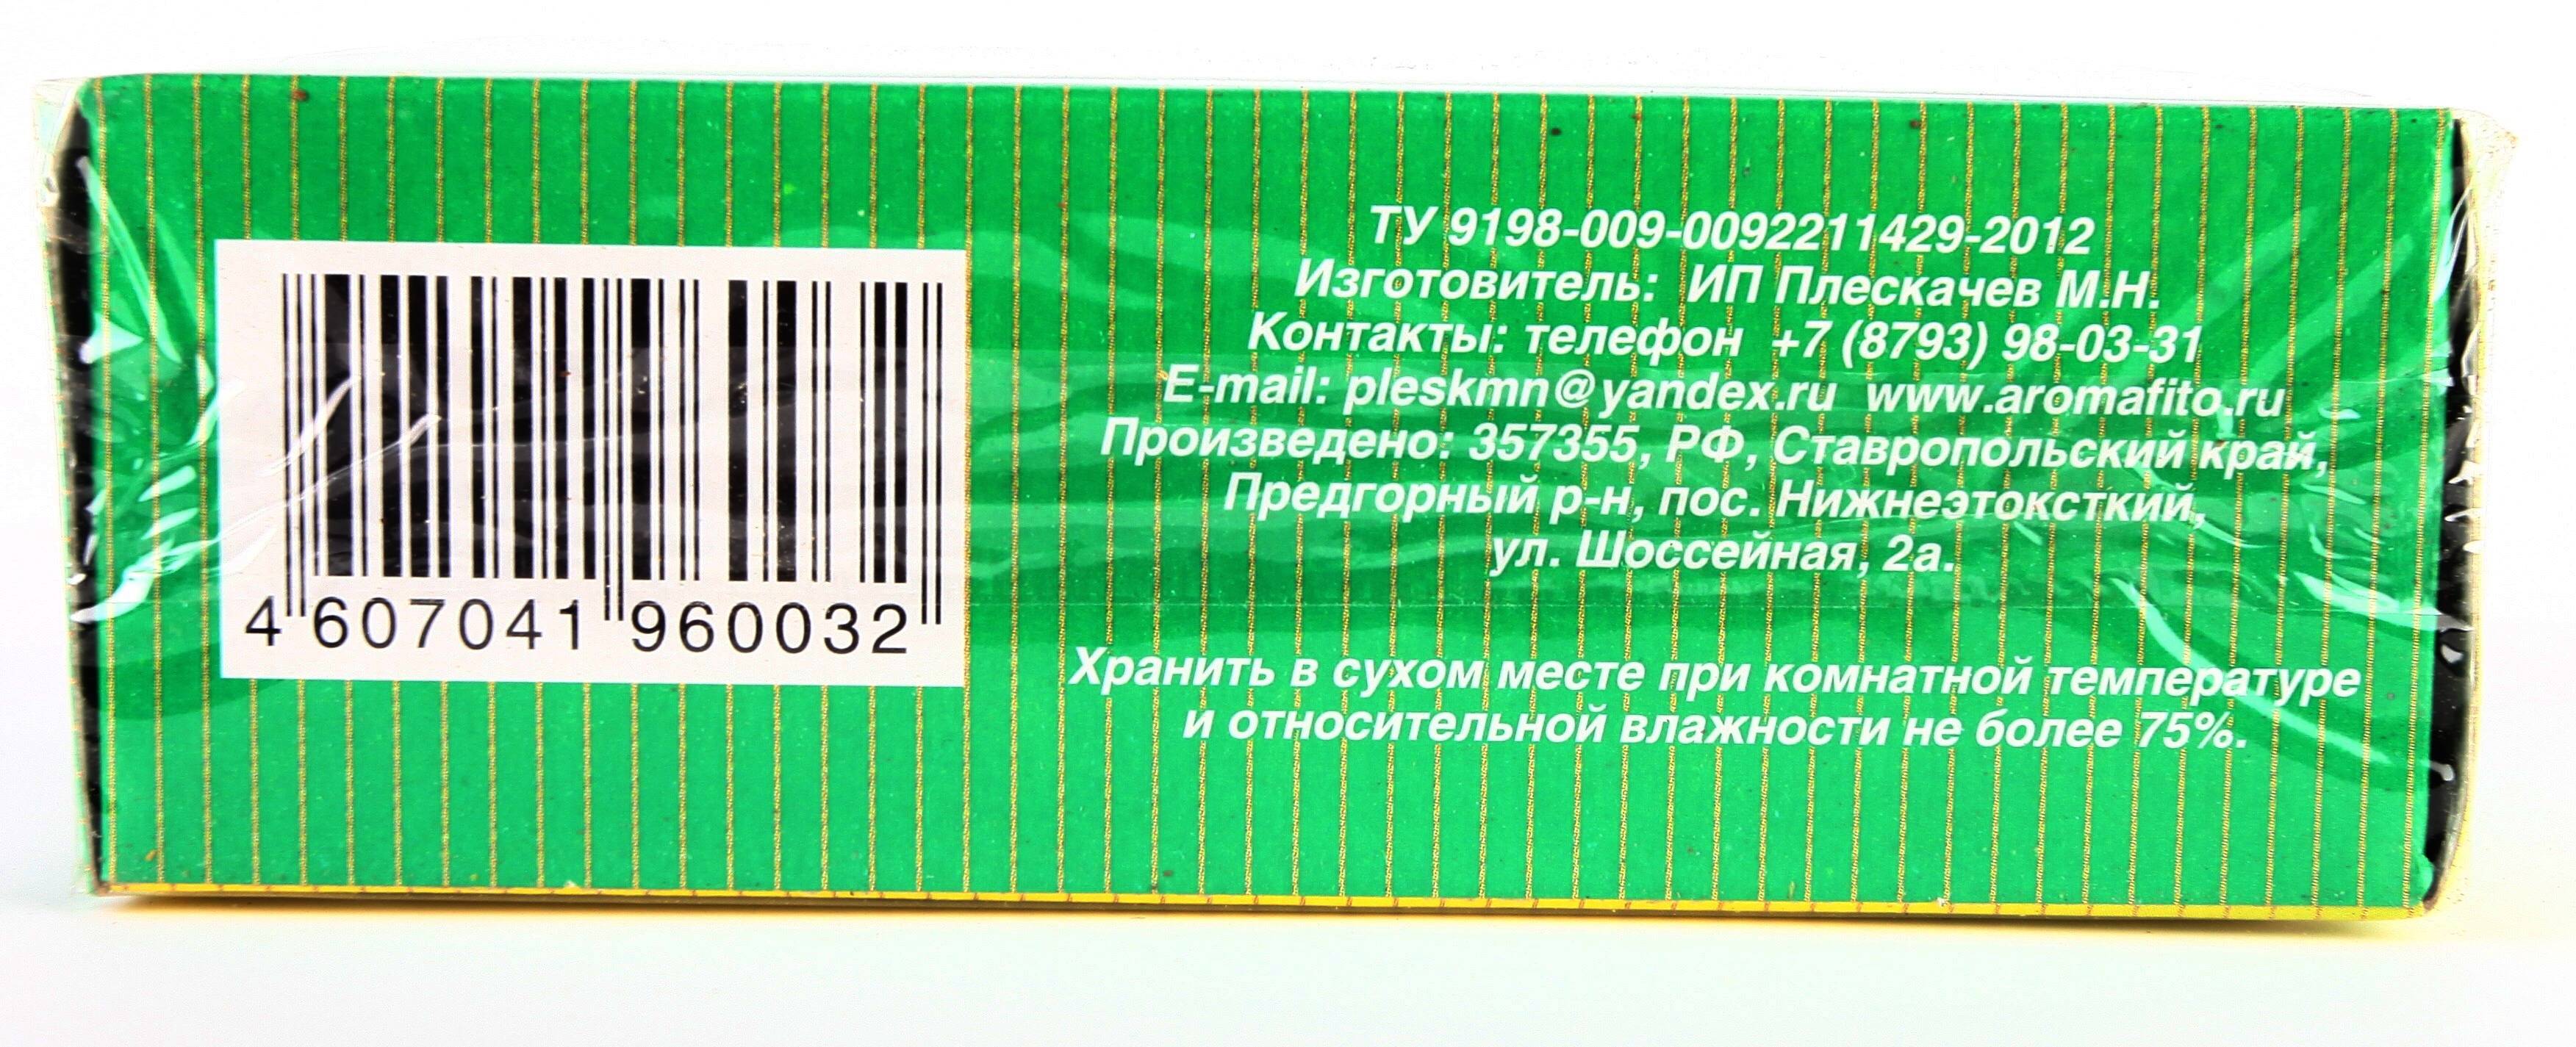 4 607041 960032
ТУ 9198-009-0092211429-2012
Изготовитель: ИП Плескачев М.Н.
Контакты: телефон +7 (8793) 98-03-31
E-mail: pleskmn@yandex.ru www.aromafito.ru
Произведено: 357355, РФ, Ставропольский край,
Предгорный р-н, пос. Нижнеэтоксткий,
ул. Шоссейная, 2а.
Хранить в сухом месте при комнатной температуре
и относительной влажности не более 75%.